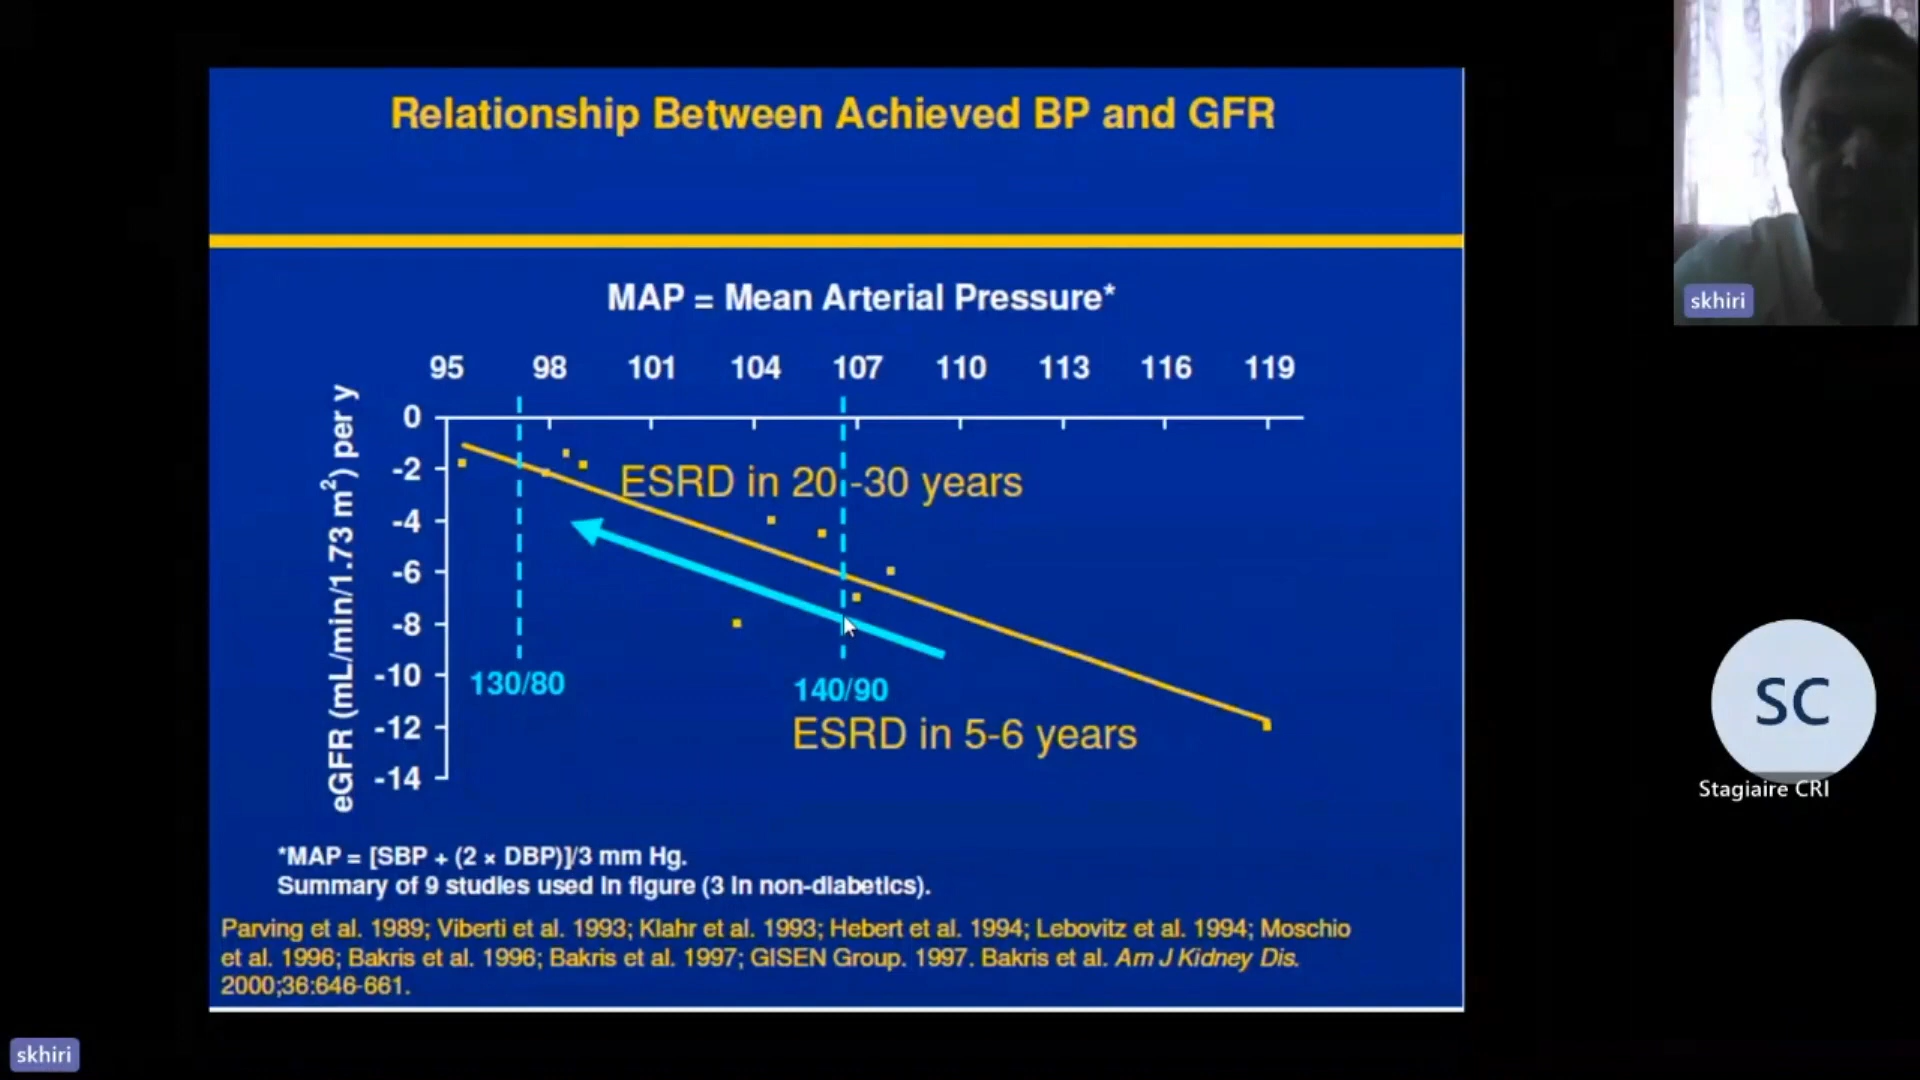 Relationship Between Achieved BP and GFR
MAP = Mean Arterial Pressure*
95 98 101 104 107 110 113 116 119
eGFR (mL/min/1.73 m²) per y
0
-2
-4
-6
-8
-10
-12
-14
ESRD in 20 -30 years
130/80
140/90
ESRD in 5-6 years
*MAP = [SBP + (2 × DBP)]/3 mm Hg.
Summary of 9 studies used in figure (3 in non-diabetics).
Parving et al. 1989; Viberti et al. 1993; Klahr et al. 1993; Hebert et al. 1994; Lebovitz et al. 1994; Moschio
et al. 1996; Bakris et al. 1996; Bakris et al. 1997; GISEN Group. 1997. Bakris et al. Am J Kidney Dis.
2000;36:646-661.
skhiri
SC
Stagiaire CRI
skhiri